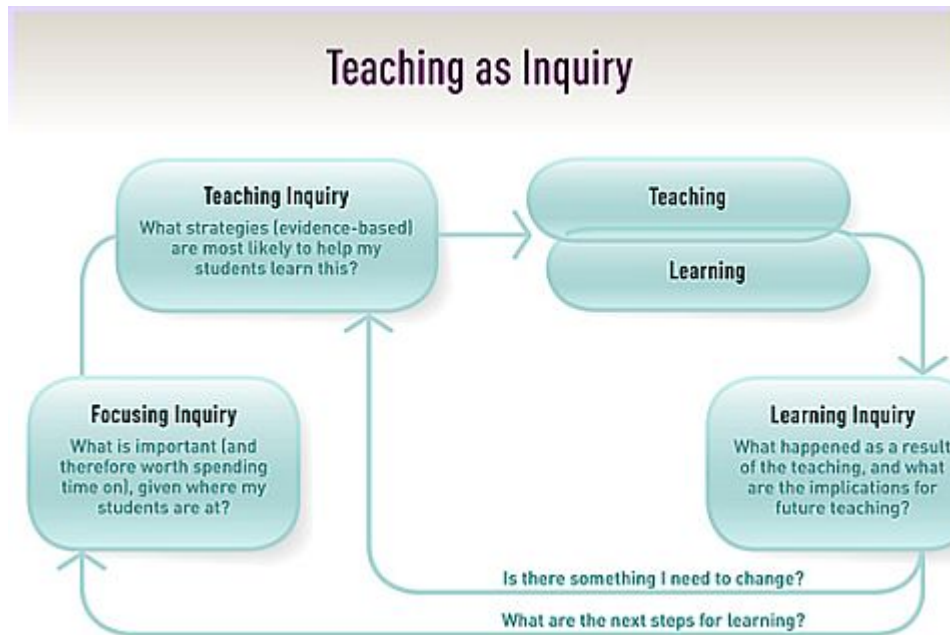 Teaching as Inquiry
Teaching Inquiry
What strategies (evidence-based)
are most likely to help my
students learn this?
Teaching
Learning
Focusing Inquiry
What is important (and
therefore worth spending
time on), given where my
students are at?
Learning Inquiry
What happened as a result
of the teaching, and what
are the implications for
future teaching?
Is there something I need to change?
What are the next steps for learning?